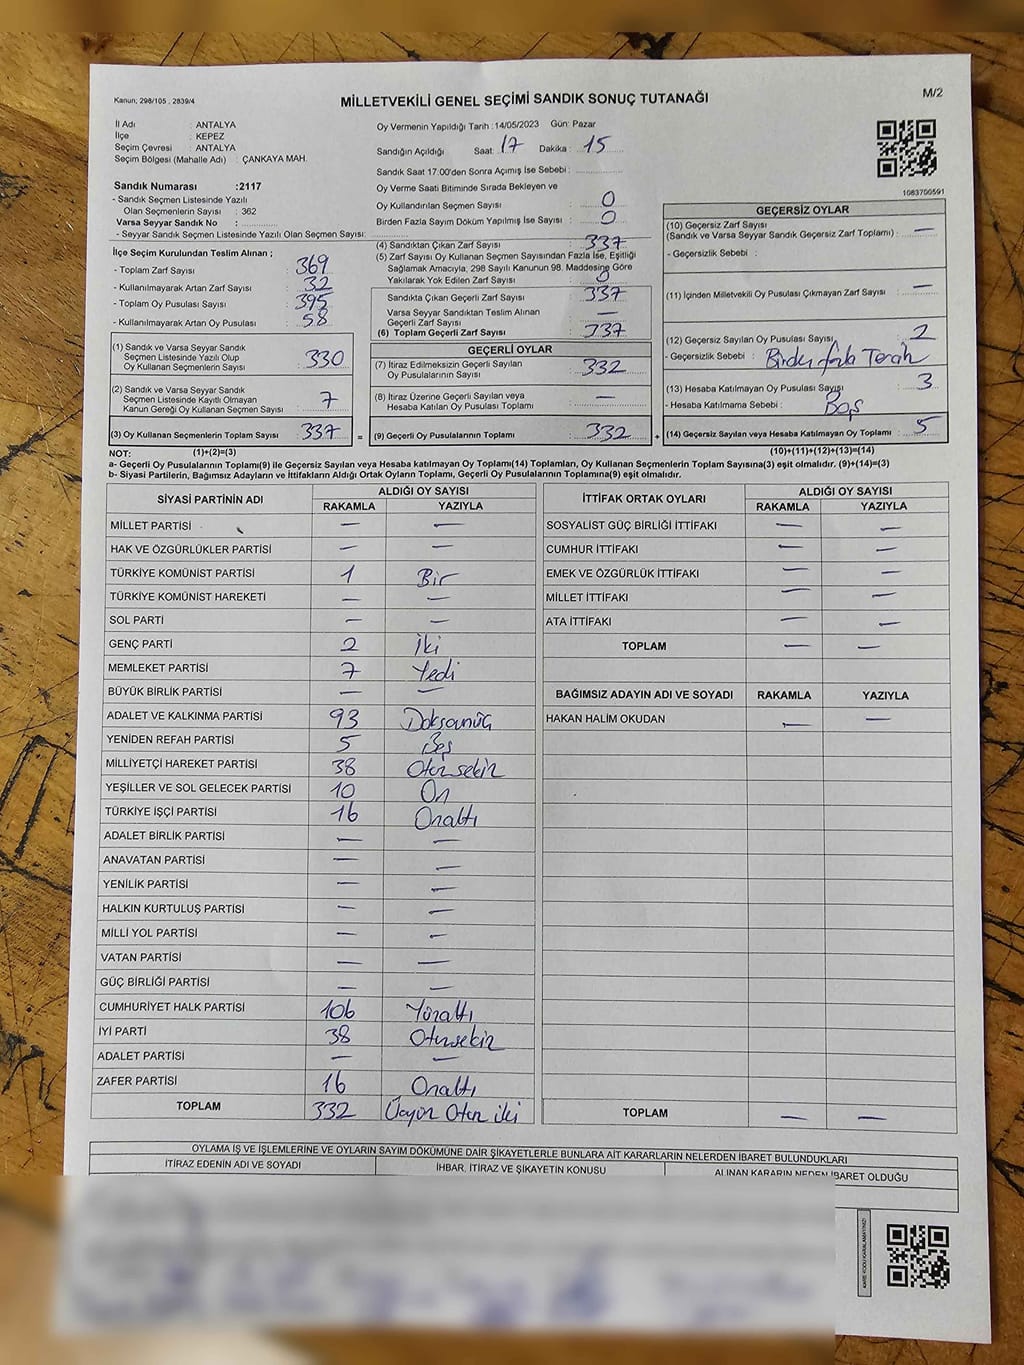 Kanun; 298/105 , 2839/4
MİLLETVEKİLİ GENEL SEÇİMİ SANDIK SONUÇ TUTANAĞI
M/2
İl Adı : ANTALYA
İlçe : KEPEZ
Seçim Çevresi : ANTALYA
Seçim Bölgesi (Mahalle Adı) : ÇANKAYA MAH.
Sandık Numarası :2117
- Sandık Seçmen Listesinde Yazılı
Olan Seçmenlerin Sayısı : 362
Varsa Seyyar Sandık No :
- Seyyar Sandık Seçmen Listesinde Yazılı Olan Seçmen Sayısı:
İlçe Seçim Kurulundan Teslim Alınan ;
- Toplam Zarf Sayısı : 369
- Kullanılmayarak Artan Zarf Sayısı : 32
- Toplam Oy Pusulası Sayısı : 395
- Kullanılmayarak Artan Oy Pusulası : 58
(1) Sandık ve Varsa Seyyar Sandık
Seçmen Listesinde Yazılı Olup
Oy Kullanan Seçmenlerin Sayısı : 330
(2) Sandık ve Varsa Seyyar Sandık
Seçmen Listesinde Kayıtlı Olmayan
Kanun Gereği Oy Kullanan Seçmen Sayısı : 7
(3) Oy Kullanan Seçmenlerin Toplam Sayısı : 337 =
Oy Vermenin Yapıldığı Tarih :14/05/2023 Gün: Pazar
Sandığın Açıldığı Saat: 17 Dakika : 15
Sandık Saat 17:00'den Sonra Açımış İse Sebebi :
Oy Verme Saati Bitiminde Sırada Bekleyen ve
Oy Kullandırılan Seçmen Sayısı : 0
Birden Fazla Sayım Döküm Yapılmış İse Sayısı : 0
(4) Sandıktan Çıkan Zarf Sayısı : 337
(5) Zarf Sayısı Oy Kullanan Seçmen Sayısından Fazla İse, Eşitliği
Sağlamak Amacıyla, 298 Sayılı Kanunun 98. Maddesine Göre
Yakılarak Yok Edilen Zarf Sayısı : 0
Sandıkta Çıkan Geçerli Zarf Sayısı : 337
Varsa Seyyar Sandıktan Teslim Alınan
Geçerli Zarf Sayısı : —
(6) Toplam Geçerli Zarf Sayısı : 337
GEÇERLİ OYLAR
(7) İtiraz Edilmeksizin Geçerli Sayılan
Oy Pusulalarının Sayısı : 332
(8) İtiraz Üzerine Geçerli Sayılan veya
Hesaba Katılan Oy Pusulası Toplamı : —
(9) Geçerli Oy Pusulalarının Toplamı : 332 +
1083700591
GEÇERSİZ OYLAR
(10) Geçersiz Zarf Sayısı
(Sandık ve Varsa Seyyar Sandık Geçersiz Zarf Toplamı) : —
- Geçersizlik Sebebi :
(11) İçinden Milletvekili Oy Pusulası Çıkmayan Zarf Sayısı : —
(12) Geçersiz Sayılan Oy Pusulası Sayısı : 2
- Geçersizlik Sebebi : Birden fazla Tercih
(13) Hesaba Katılmayan Oy Pusulası Sayısı : 3
- Hesaba Katılmama Sebebi : Boş
(14) Geçersiz Sayılan veya Hesaba Katılmayan Oy Toplamı : 5
NOT: (1)+(2)=(3) (10)+(11)+(12)+(13)=(14)
a- Geçerli Oy Pusulalarının Toplamı(9) ile Geçersiz Sayılan veya Hesaba katılmayan Oy Toplamı(14) Toplamları, Oy Kullanan Seçmenlerin Toplam Sayısına(3) eşit olmalıdır. (9)+(14)=(3)
b- Siyasi Partilerin, Bağımsız Adayların ve İttifakların Aldığı Ortak Oyların Toplamı, Geçerli Oy Pusulalarının Toplamına(9) eşit olmalıdır.
SİYASİ PARTİNİN ADI ALDIĞI OY SAYISI
RAKAMLA YAZIYLA
MİLLET PARTİSİ — —
HAK VE ÖZGÜRLÜKLER PARTİSİ — —
TÜRKİYE KOMÜNİST PARTİSİ 1 Bir
TÜRKİYE KOMÜNİST HAREKETİ — —
SOL PARTİ — —
GENÇ PARTİ 2 İki
MEMLEKET PARTİSİ 7 Yedi
BÜYÜK BİRLİK PARTİSİ — —
ADALET VE KALKINMA PARTİSİ 93 Doksanüç
YENİDEN REFAH PARTİSİ 5 Beş
MİLLİYETÇİ HAREKET PARTİSİ 38 Otuzsekiz
YEŞİLLER VE SOL GELECEK PARTİSİ 10 On
TÜRKİYE İŞÇİ PARTİSİ 16 Onaltı
ADALET BİRLİK PARTİSİ — —
ANAVATAN PARTİSİ — —
YENİLİK PARTİSİ — —
HALKIN KURTULUŞ PARTİSİ — —
MİLLİ YOL PARTİSİ — —
VATAN PARTİSİ — —
GÜÇ BİRLİĞİ PARTİSİ — —
CUMHURİYET HALK PARTİSİ 106 Yüzaltı
İYİ PARTİ 38 Otuzsekiz
ADALET PARTİSİ — —
ZAFER PARTİSİ 16 Onaltı
TOPLAM 332 Üçyüz Otuz iki
İTTİFAK ORTAK OYLARI ALDIĞI OY SAYISI
RAKAMLA YAZIYLA
SOSYALİST GÜÇ BİRLİĞİ İTTİFAKI — —
CUMHUR İTTİFAKI — —
EMEK VE ÖZGÜRLÜK İTTİFAKI — —
MİLLET İTTİFAKI — —
ATA İTTİFAKI — —
TOPLAM — —
BAĞIMSIZ ADAYIN ADI VE SOYADI RAKAMLA YAZIYLA
HAKAN HALİM OKUDAN — —
TOPLAM — —
OYLAMA İŞ VE İŞLEMLERİNE VE OYLARIN SAYIM DÖKÜMÜNE DAİR ŞİKAYETLERLE BUNLARA AİT KARARLARIN NELERDEN İBARET BULUNDUKLARI
İTİRAZ EDENİN ADI VE SOYADI İHBAR, İTİRAZ VE ŞİKAYETİN KONUSU ALINAN KARARIN NEDEN İBARET OLDUĞU